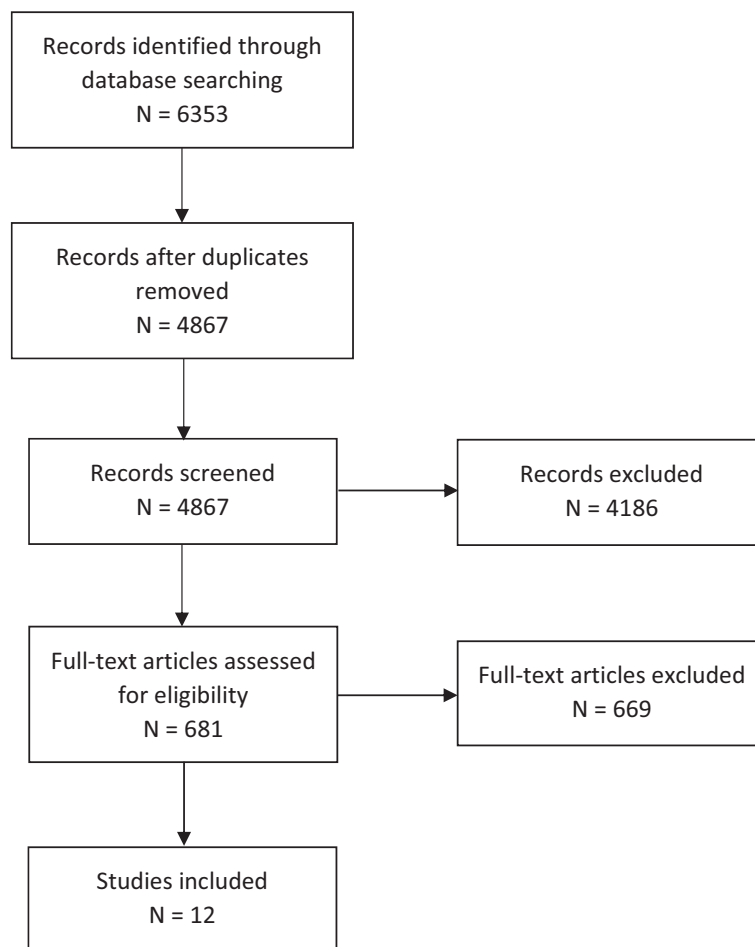 Records identified through
database searching
N = 6353
Records after duplicates
removed
N = 4867
Records screened
N = 4867
Records excluded
N = 4186
Full-text articles assessed
for eligibility
N = 681
Full-text articles excluded
N = 669
Studies included
N = 12